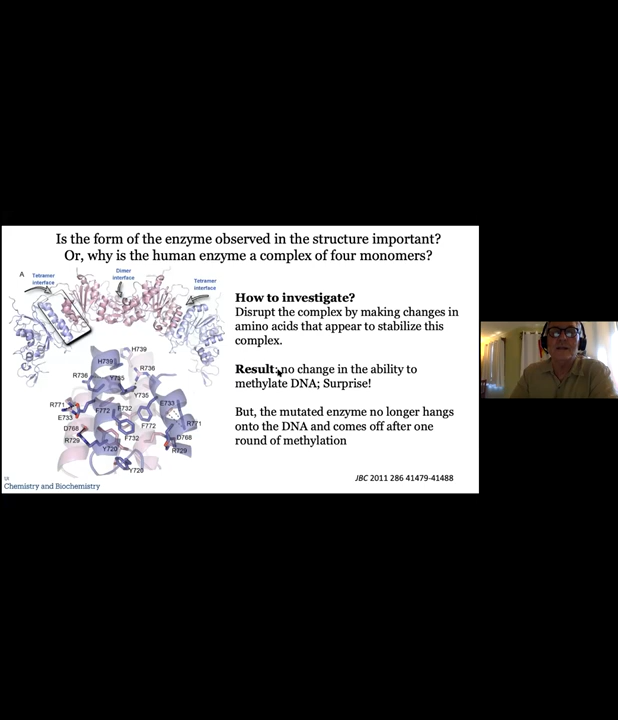 Is the form of the enzyme observed in the structure important?
Or, why is the human enzyme a complex of four monomers?
A
Tetramer
interface
Dimer
interface
Tetramer
interface
How to investigate?
Disrupt the complex by making changes in
amino acids that appear to stabilize this
complex.
Result: no change in the ability to
methylate DNA; Surprise!
But, the mutated enzyme no longer hangs
onto the DNA and comes off after one
round of methylation
H739
H739
R736
R736
Y735
Y735
R771
E733
E733
F772
F732
R771
D768
F772
D768
R729
F732
R729
Y728
Y728
JBC 2011 286 41479-41488
Chemistry and Biochemistry